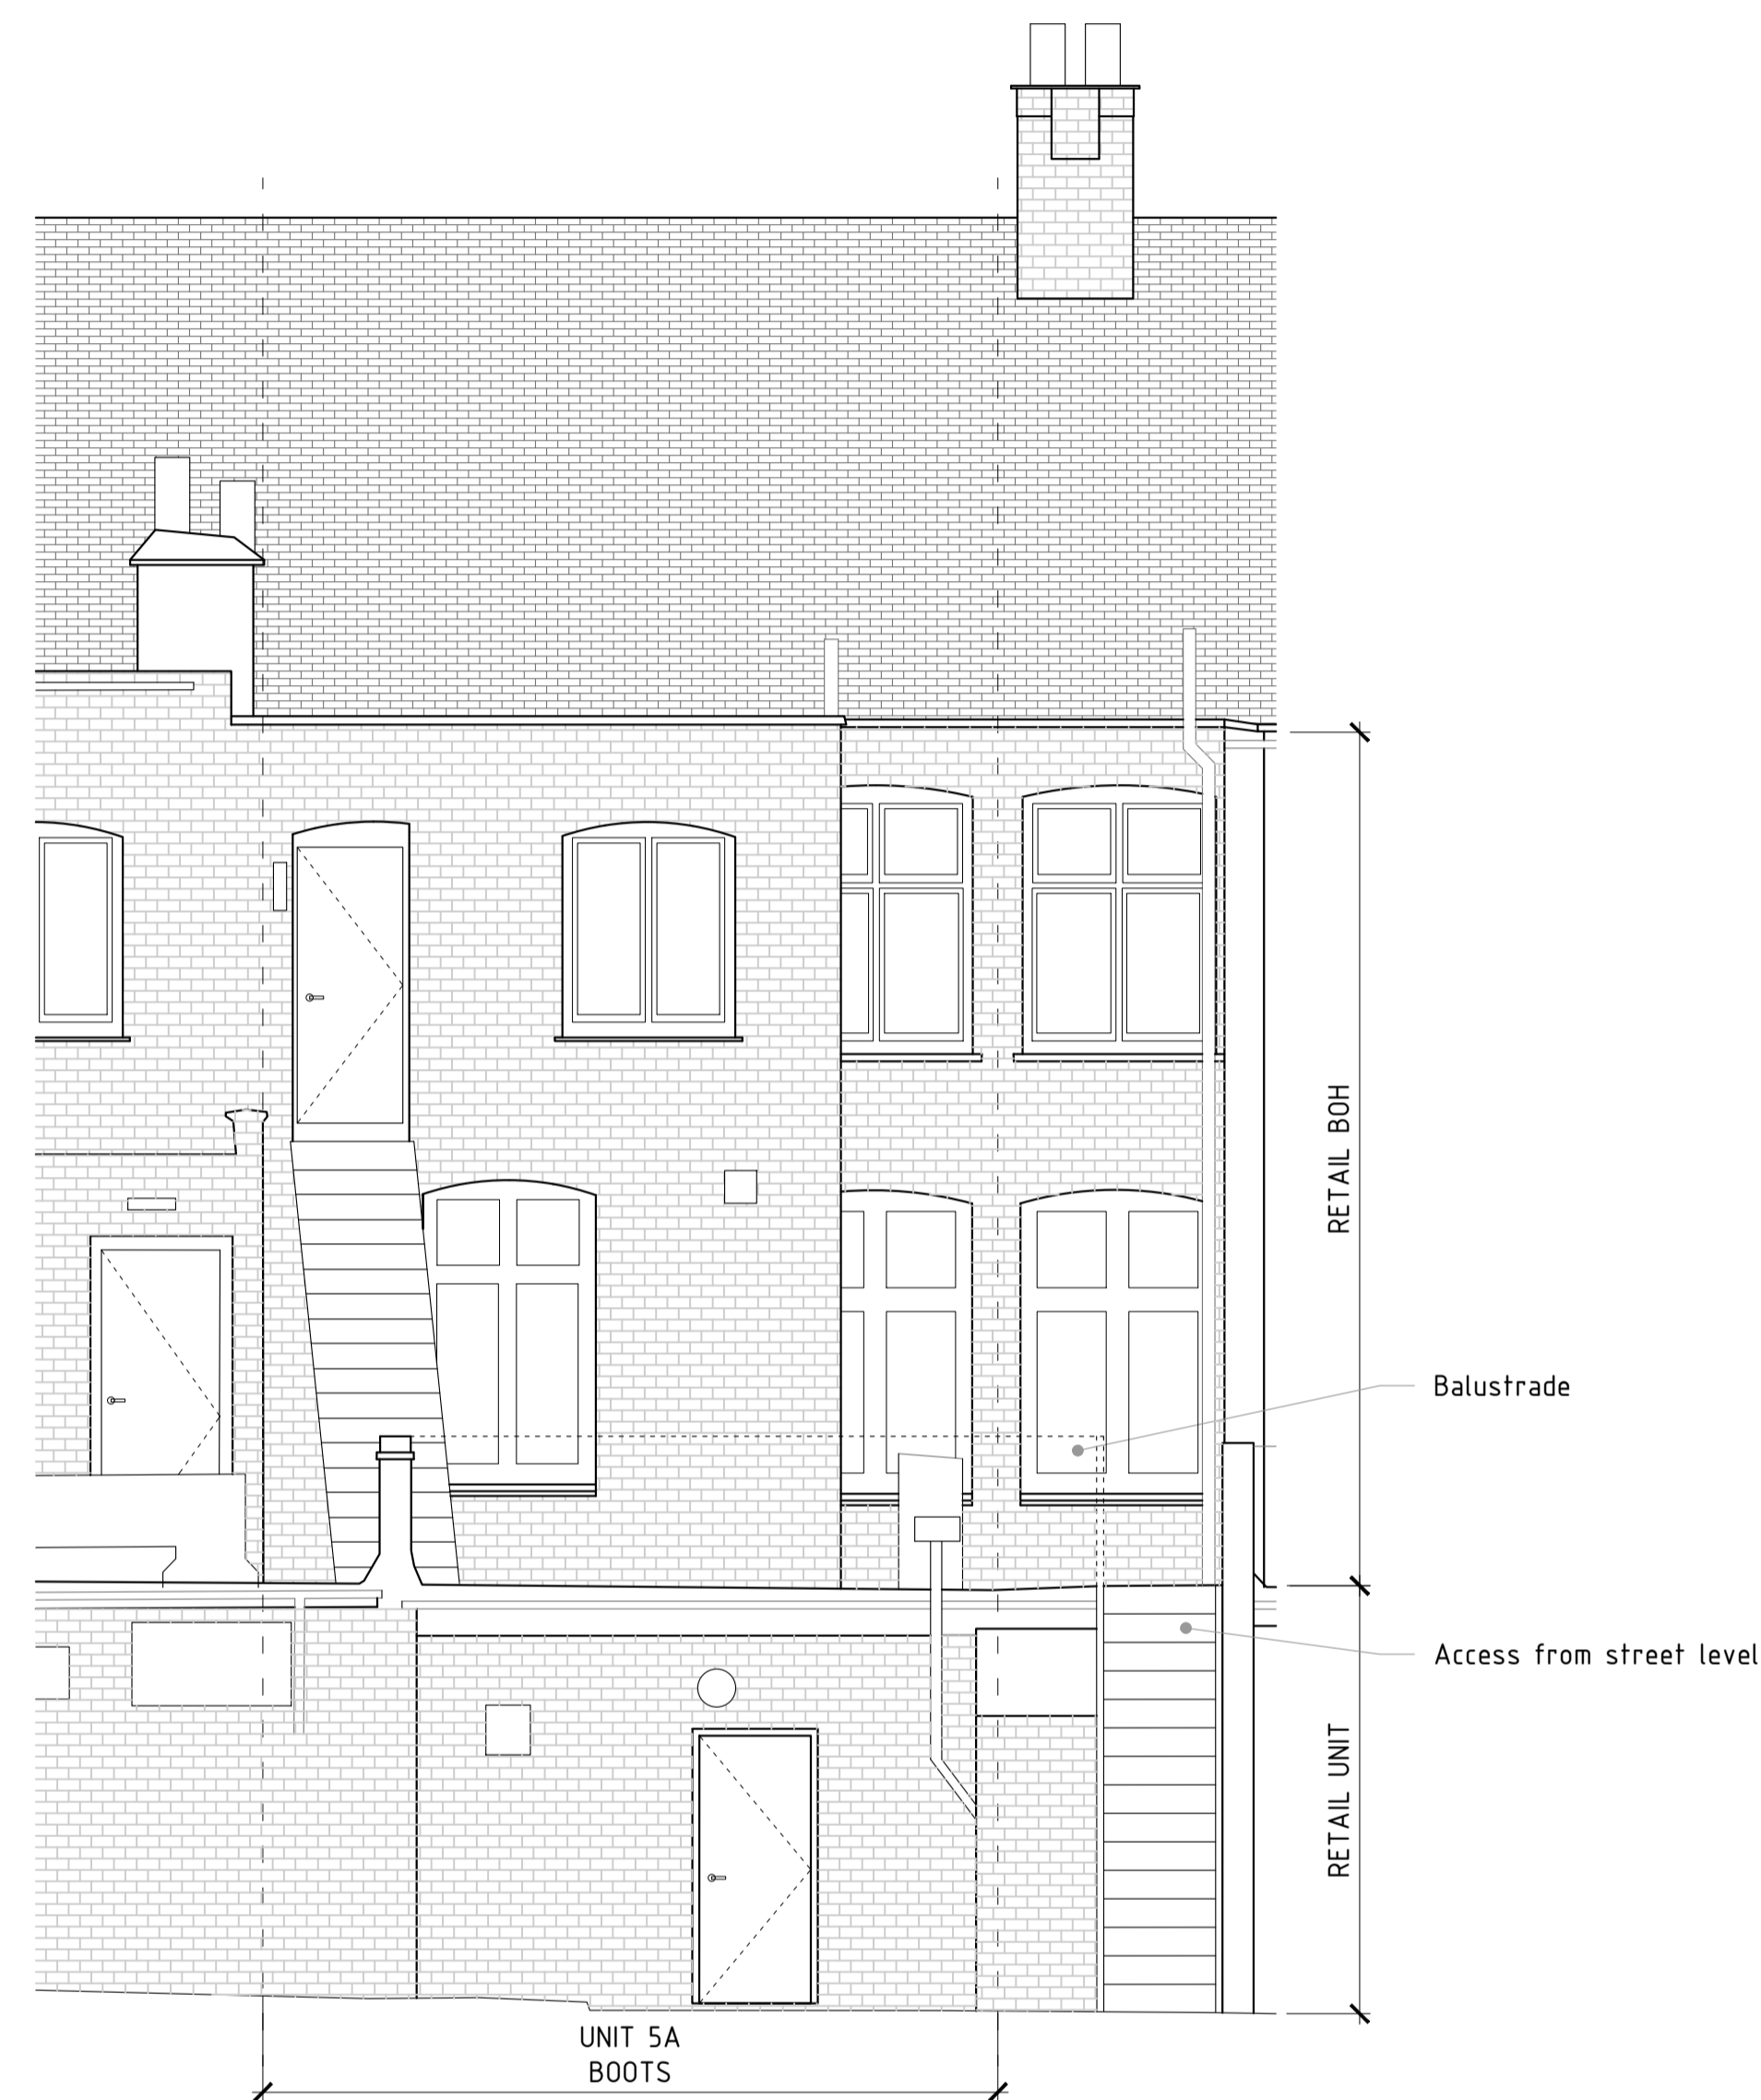 RETAIL BOH
Balustrade
Access from street level
RETAIL UNIT
UNIT 5A
BOOTS